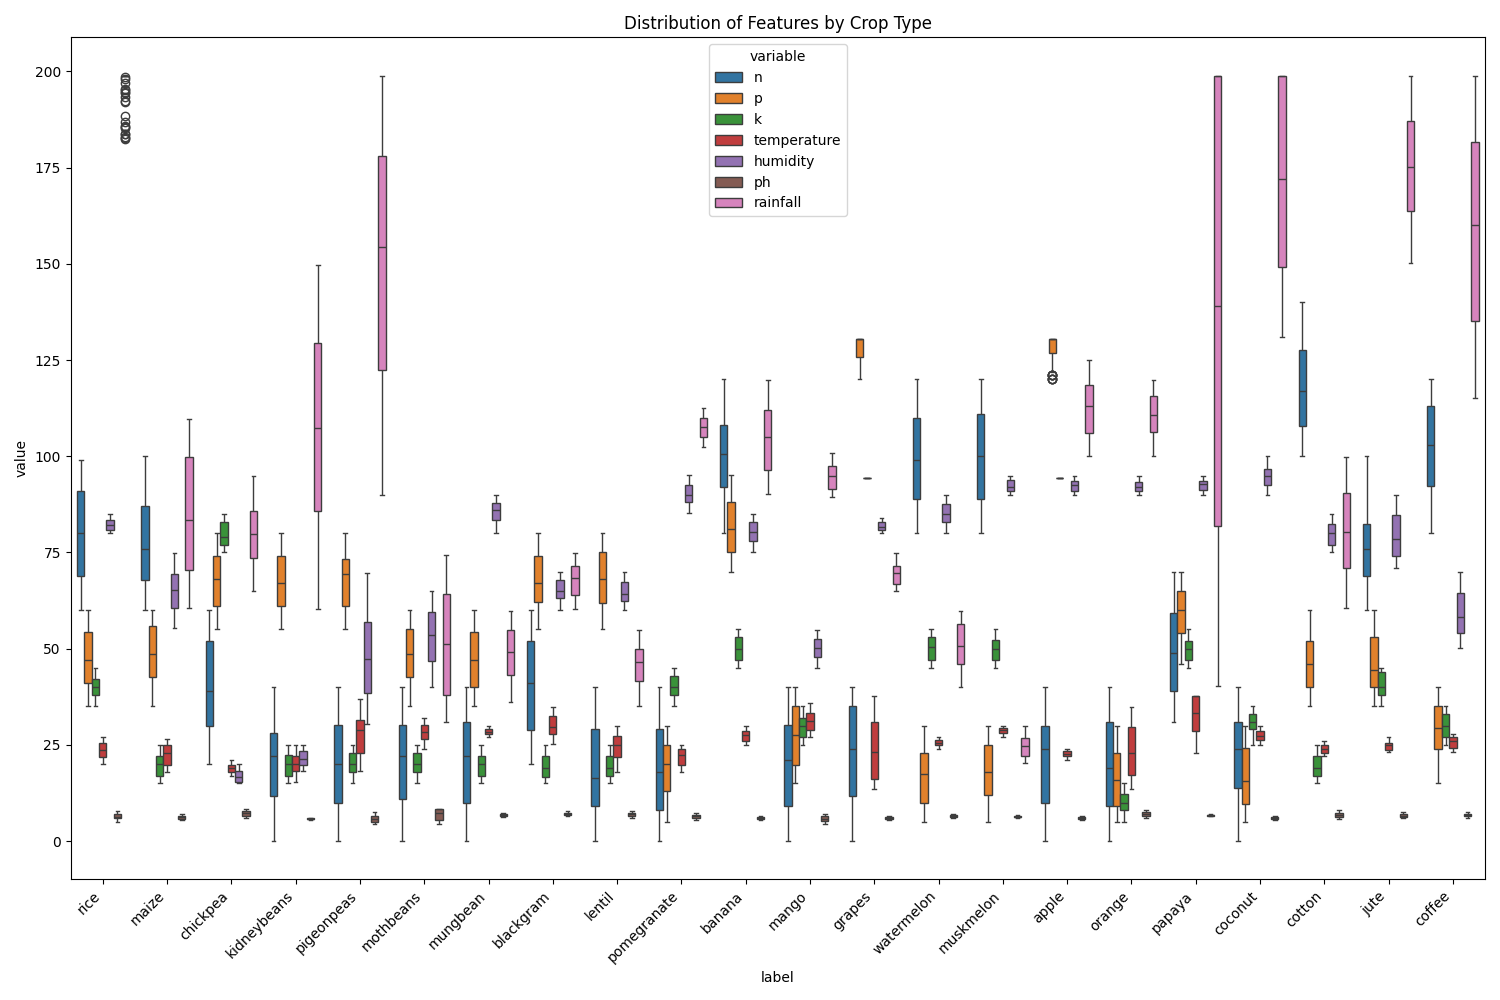 Distribution of Features by Crop Type
variable
n
p
k
temperature
humidity
ph
rainfall
value
200
175
150
125
100
75
50
25
0
rice
maize
chickpea
kidneybeans
pigeonpeas
mothbeans
mungbean
blackgram
lentil
pomegranate
banana
mango
grapes
watermelon
muskmelon
apple
orange
papaya
coconut
cotton
jute
coffee
label